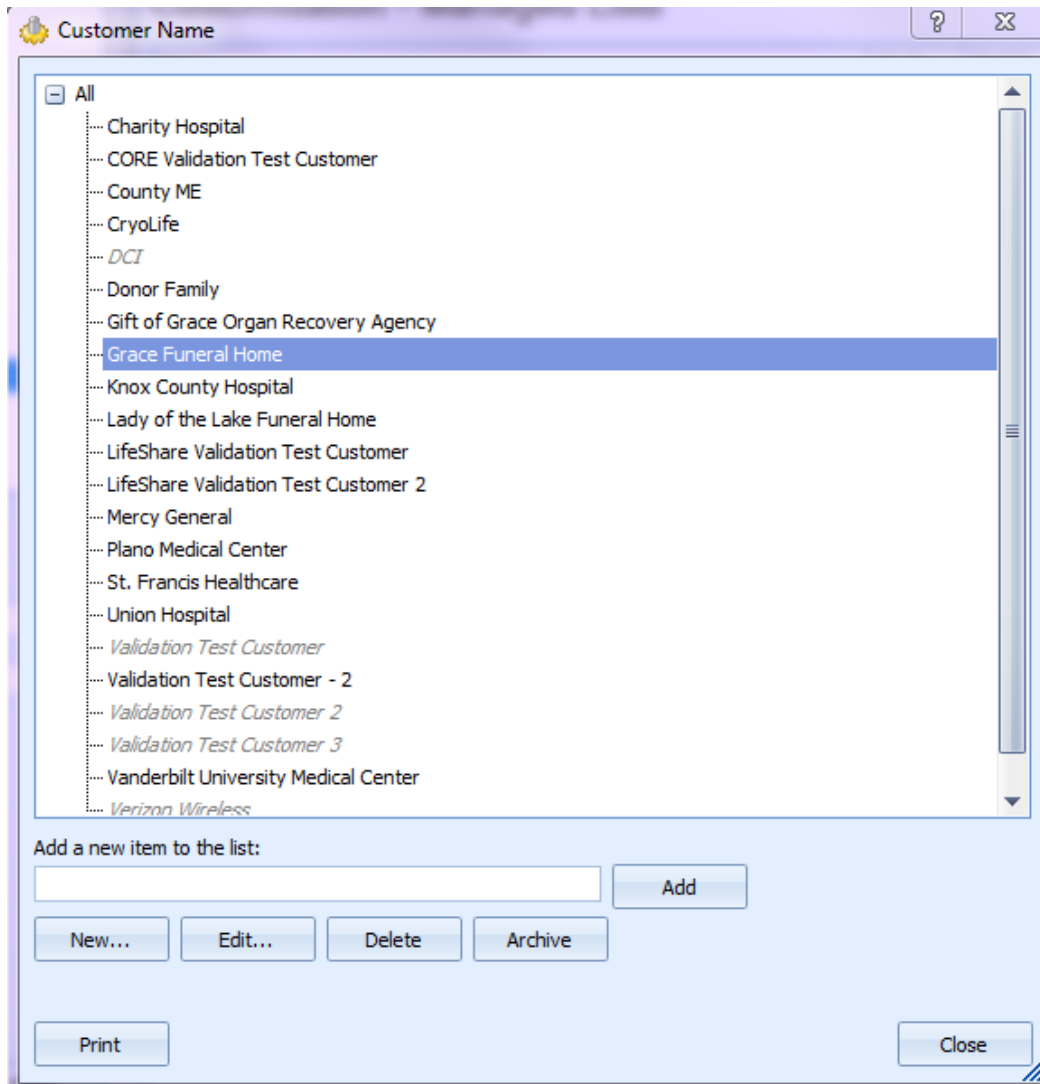 Customer Name
All
Charity Hospital
CORE Validation Test Customer
County ME
CryoLife
DCI
Donor Family
Gift of Grace Organ Recovery Agency
Grace Funeral Home
Knox County Hospital
Lady of the Lake Funeral Home
LifeShare Validation Test Customer
LifeShare Validation Test Customer 2
Mercy General
Plano Medical Center
St. Francis Healthcare
Union Hospital
Validation Test Customer
Validation Test Customer - 2
Validation Test Customer 2
Validation Test Customer 3
Vanderbilt University Medical Center
Verizon Wireless
Add a new item to the list:
Add
New... Edit... Delete Archive
Print Close